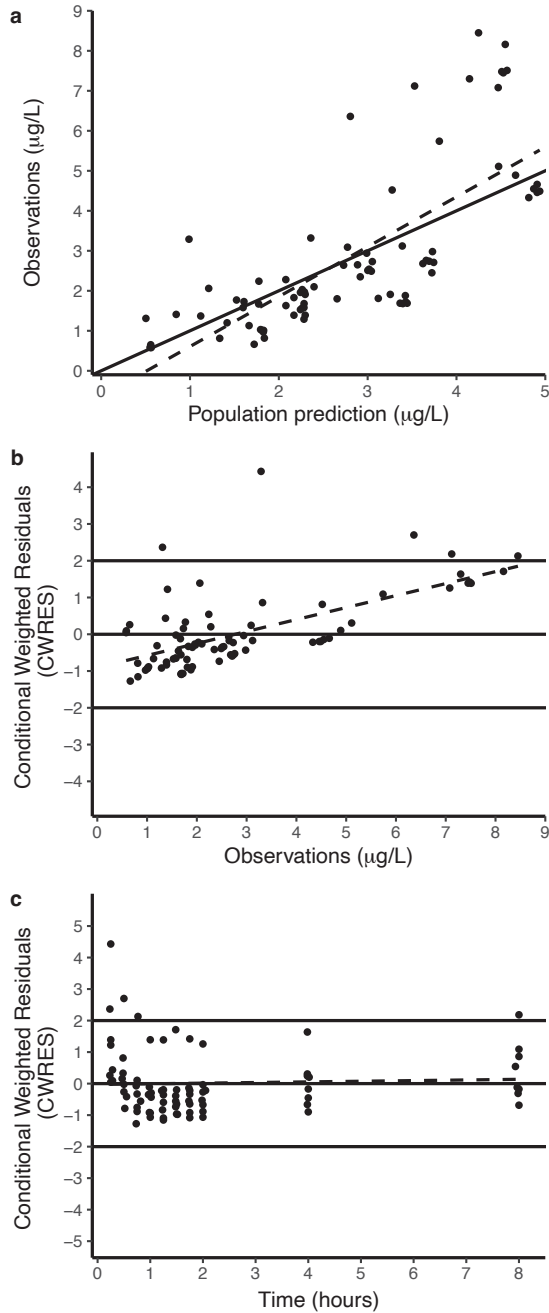 a
9
8
7
6
5
4
3
2
1
0
Observations (µg/L)
0 1 2 3 4 5
Population prediction (µg/L)
b
4
3
2
1
0
−1
−2
−3
−4
Conditional Weighted Residuals
(CWRES)
0 1 2 3 4 5 6 7 8 9
Observations (µg/L)
c
5
4
3
2
1
0
−1
−2
−3
−4
−5
Conditional Weighted Residuals
(CWRES)
0 1 2 3 4 5 6 7 8
Time (hours)